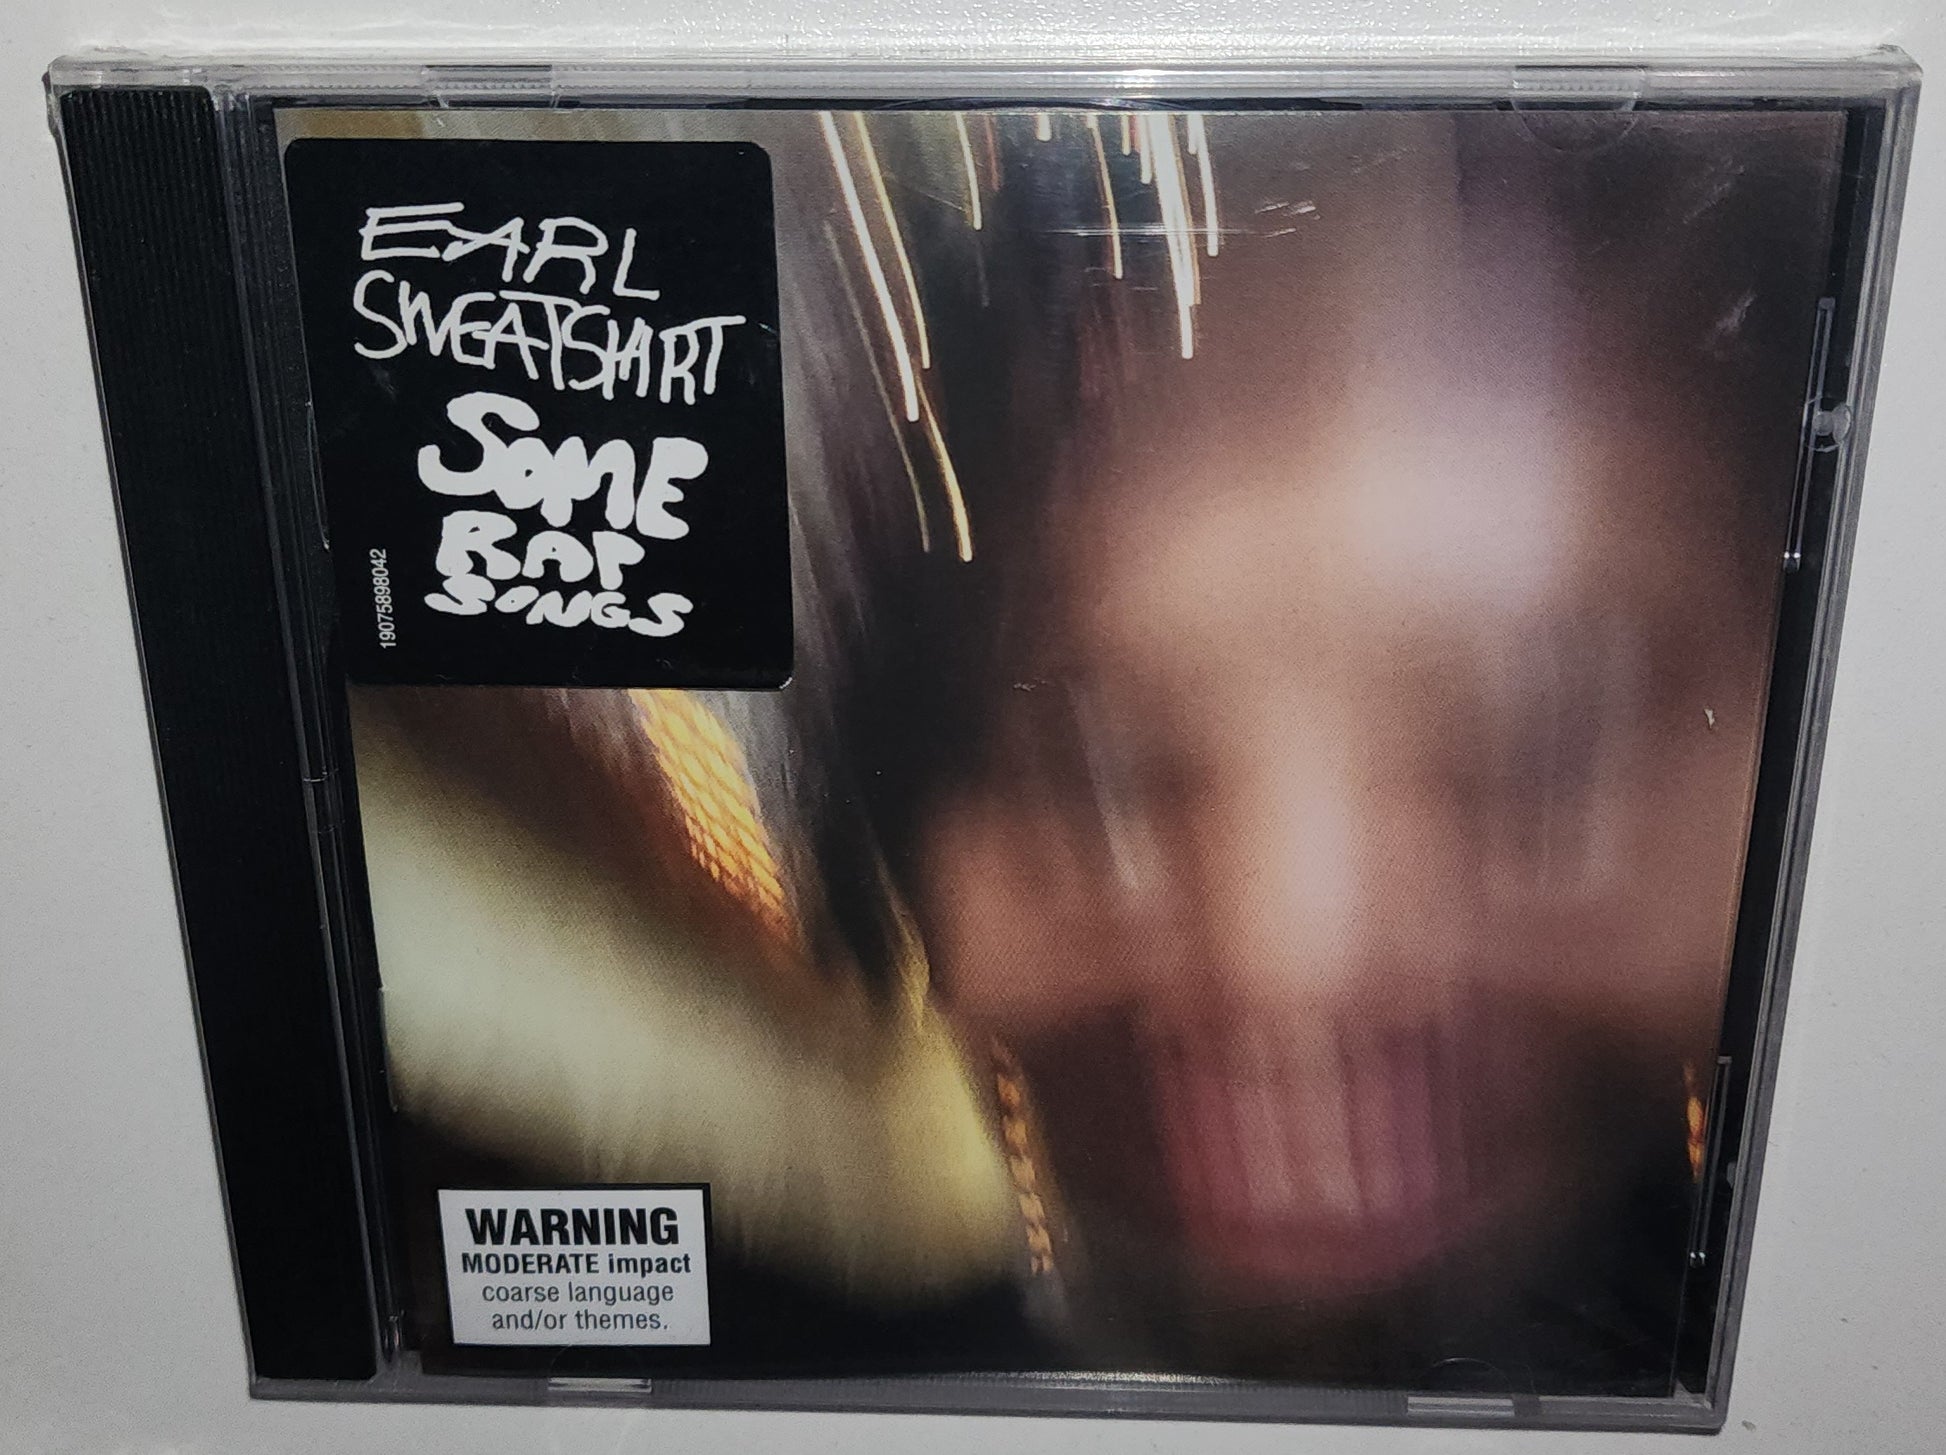 EARL
SWEATSHIRT
SOME
RAP
SONGS
19075898042
WARNING
MODERATE impact
coarse language
and/or themes.